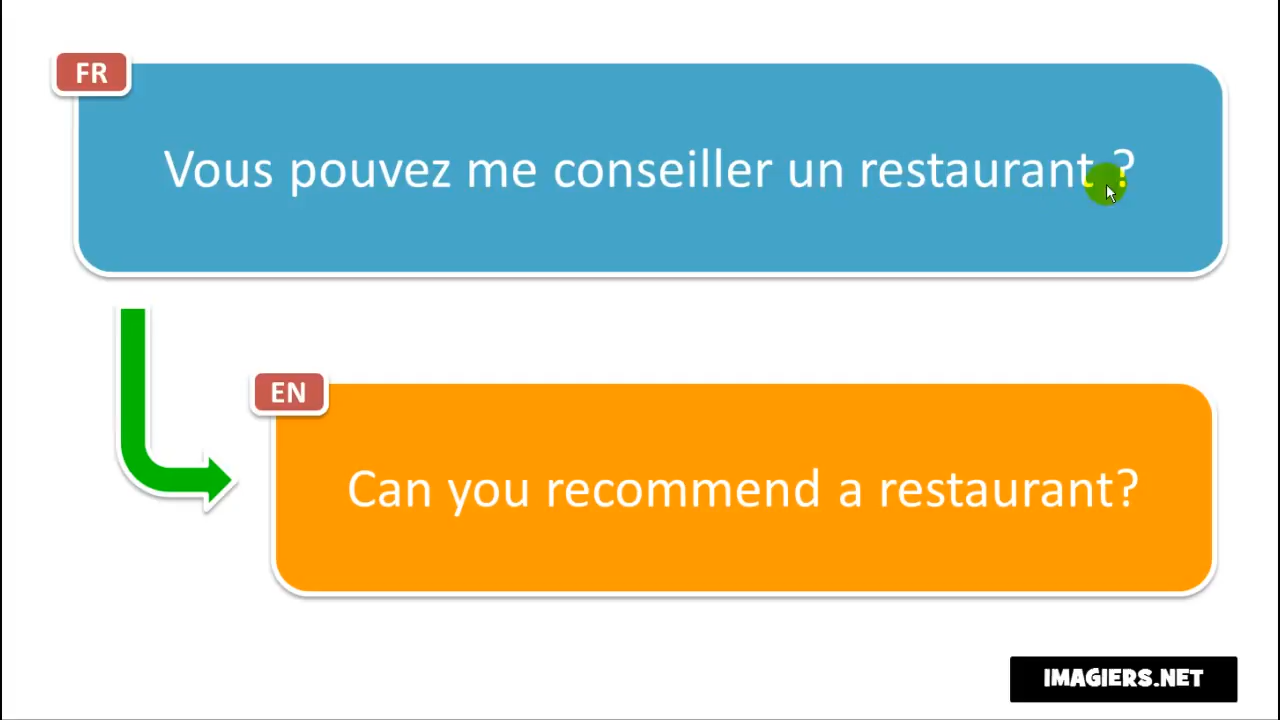 FR
Vous pouvez me conseiller un restaurant ?
EN
Can you recommend a restaurant?
IMAGIERS.NET